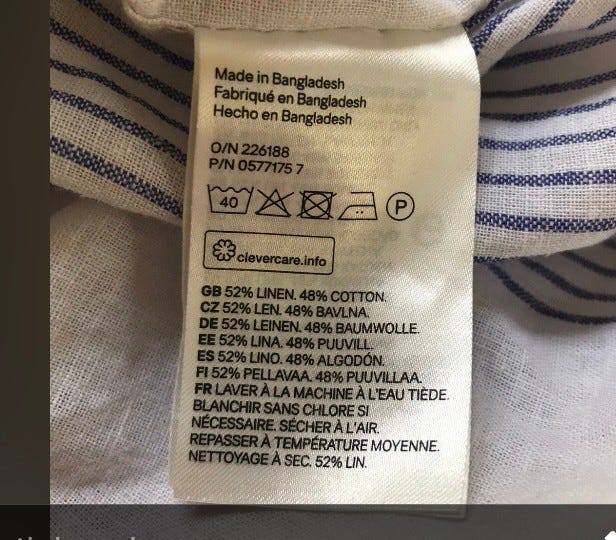 Made in Bangladesh
Fabriqué en Bangladesh
Hecho en Bangladesh
O/N 226188
P/N 0577175 7
40 P
clevercare.info
GB 52% LINEN. 48% COTTON.
CZ 52% LEN. 48% BAVLNA.
DE 52% LEINEN. 48% BAUMWOLLE.
EE 52% LINA. 48% PUUVILL.
ES 52% LINO. 48% ALGODÓN.
FI 52% PELLAVAA. 48% PUUVILLAA.
FR LAVER À LA MACHINE À L'EAU TIÈDE.
BLANCHIR SANS CHLORE SI
NÉCESSAIRE. SÉCHER À L'AIR.
REPASSER À TEMPÉRATURE MOYENNE.
NETTOYAGE À SEC. 52% LIN.